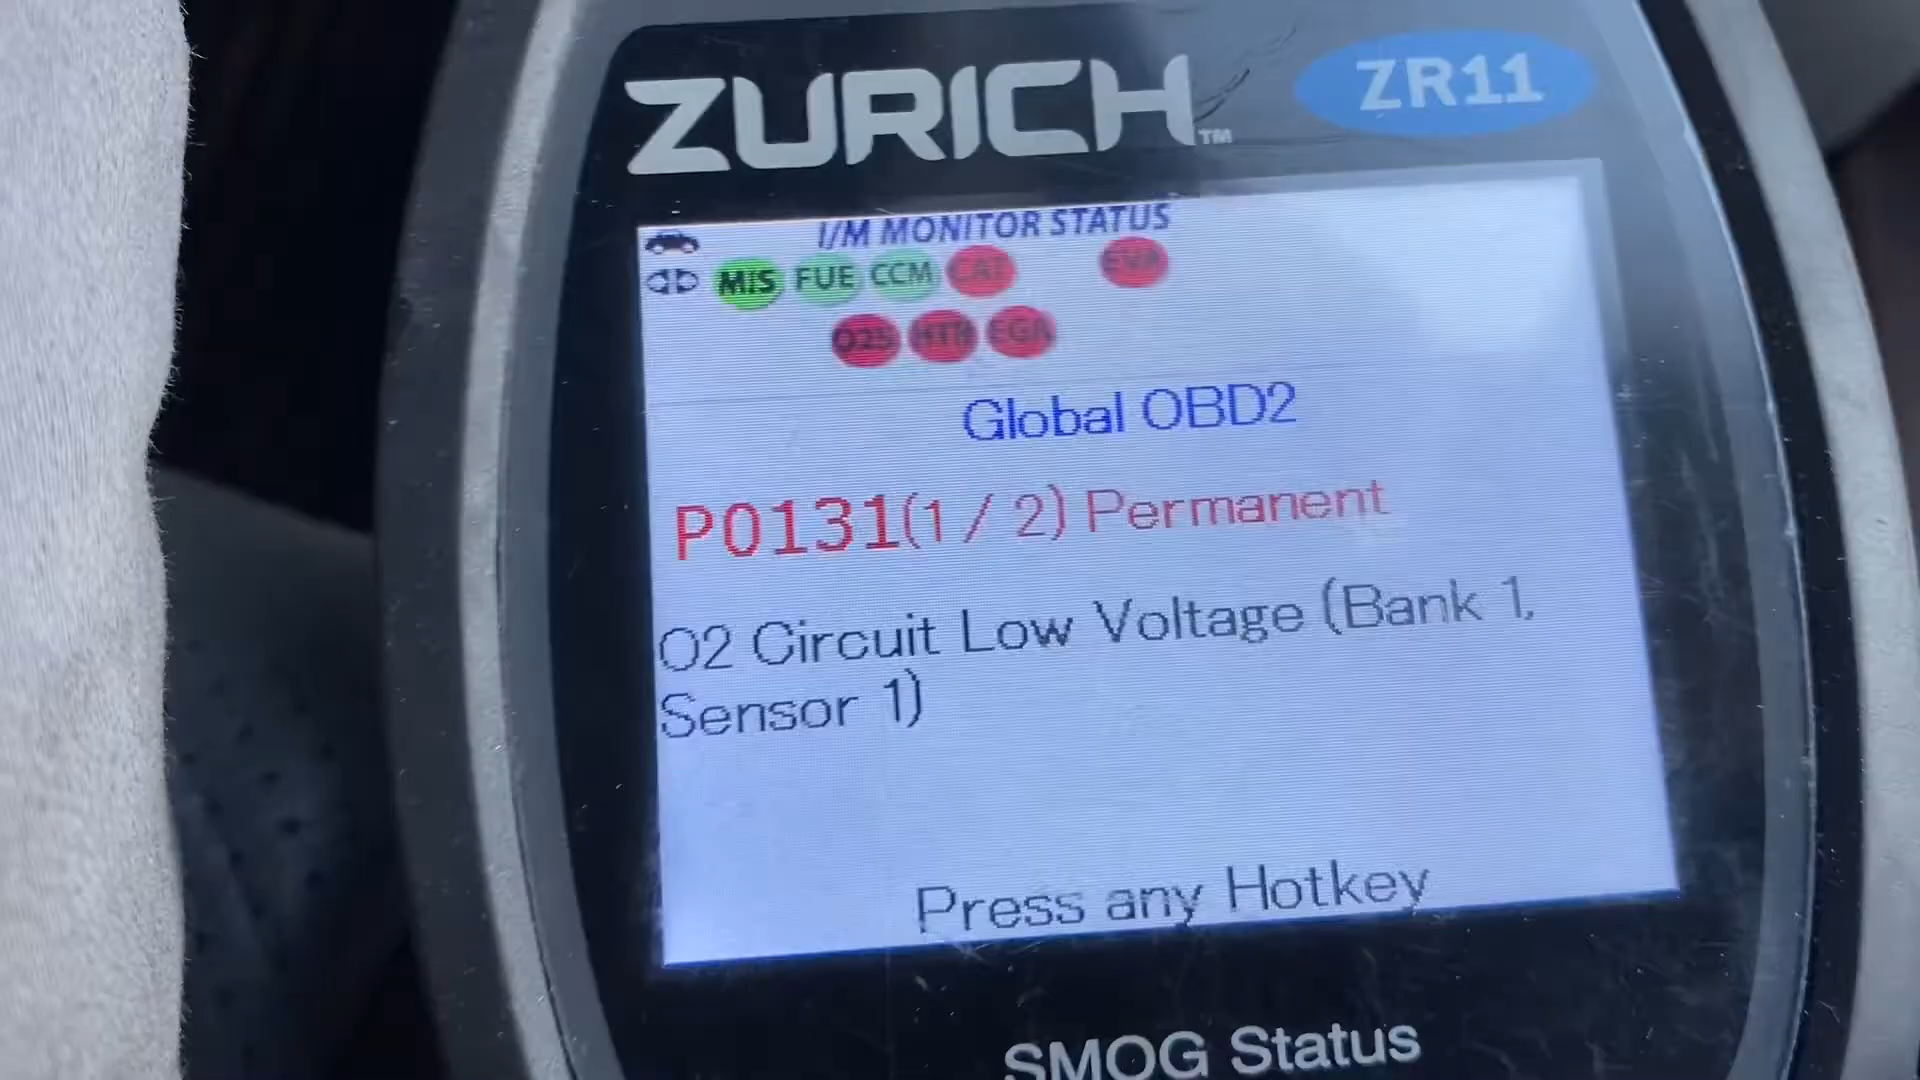 ZURICH™ ZR11
I/M MONITOR STATUS
MIS FUE CCM CAT EVA
O2S HTR EGR
Global OBD2
P0131(1 / 2) Permanent
O2 Circuit Low Voltage (Bank 1,
Sensor 1)
Press any Hotkey
SMOG Status